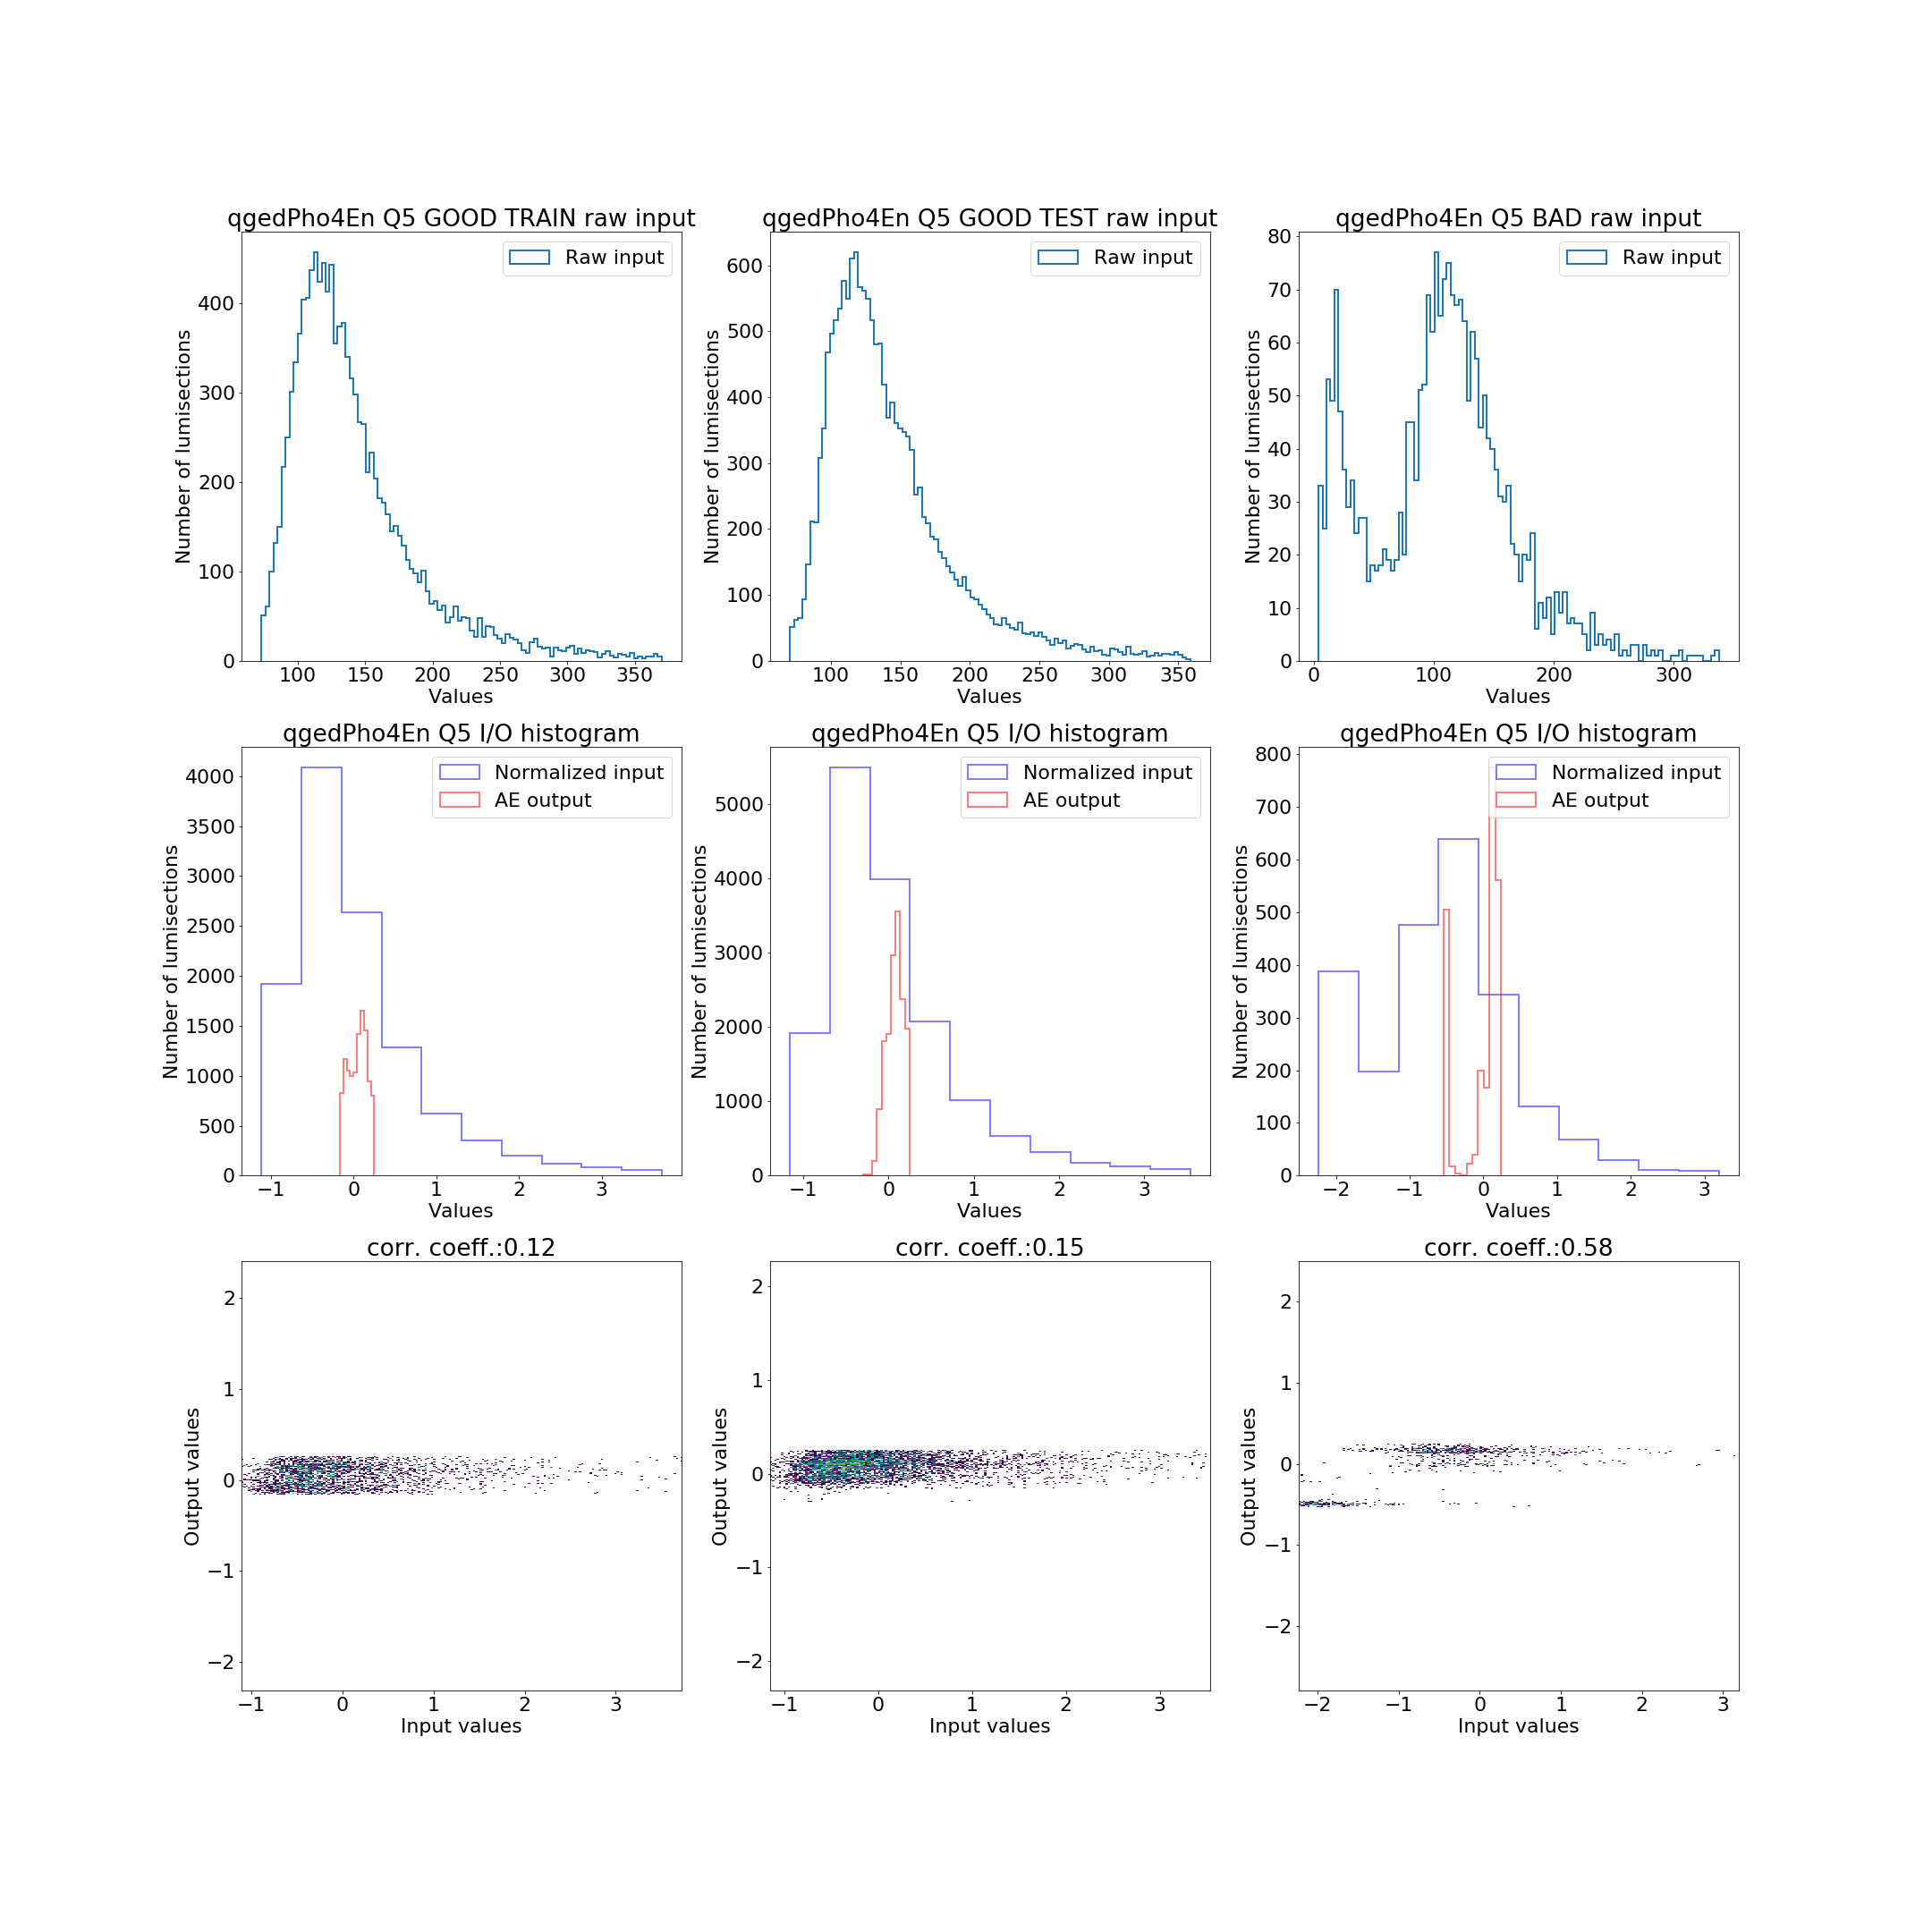 qgedPho4En Q5 GOOD TRAIN raw input
Raw input
Number of lumisections
0
100
200
300
400
100 150 200 250 300 350
Values
qgedPho4En Q5 GOOD TEST raw input
Raw input
Number of lumisections
0
100
200
300
400
500
600
100 150 200 250 300 350
Values
qgedPho4En Q5 BAD raw input
Raw input
Number of lumisections
0
10
20
30
40
50
60
70
80
0 100 200 300
Values
qgedPho4En Q5 I/O histogram
Normalized input
AE output
Number of lumisections
0
500
1000
1500
2000
2500
3000
3500
4000
−1 0 1 2 3
Values
qgedPho4En Q5 I/O histogram
Normalized input
AE output
Number of lumisections
0
1000
2000
3000
4000
5000
−1 0 1 2 3
Values
qgedPho4En Q5 I/O histogram
Normalized input
AE output
Number of lumisections
0
100
200
300
400
500
600
700
800
−2 −1 0 1 2 3
Values
corr. coeff.:0.12
Output values
2
1
0
−1
−2
−1 0 1 2 3
Input values
corr. coeff.:0.15
Output values
2
1
0
−1
−2
−1 0 1 2 3
Input values
corr. coeff.:0.58
Output values
2
1
0
−1
−2
−2 −1 0 1 2 3
Input values